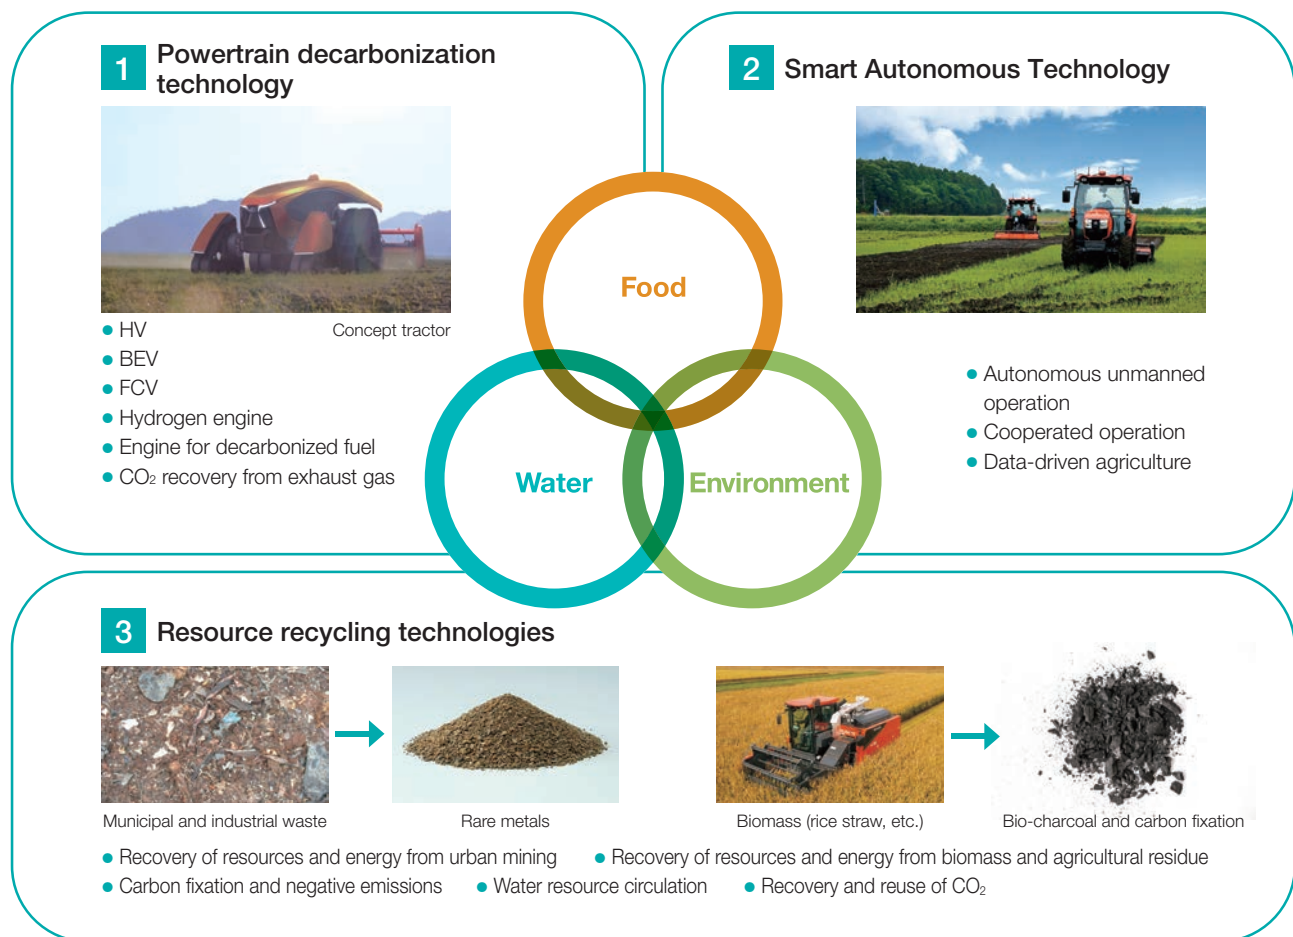 1
Powertrain decarbonization
technology
Concept tractor
● HV
● BEV
● FCV
● Hydrogen engine
● Engine for decarbonized fuel
● CO₂ recovery from exhaust gas
2
Smart Autonomous Technology
● Autonomous unmanned
operation
● Cooperated operation
● Data-driven agriculture
Food
Water
Environment
3
Resource recycling technologies
Municipal and industrial waste
Rare metals
Biomass (rice straw, etc.)
Bio-charcoal and carbon fixation
● Recovery of resources and energy from urban mining
● Recovery of resources and energy from biomass and agricultural residue
● Carbon fixation and negative emissions
● Water resource circulation
● Recovery and reuse of CO₂